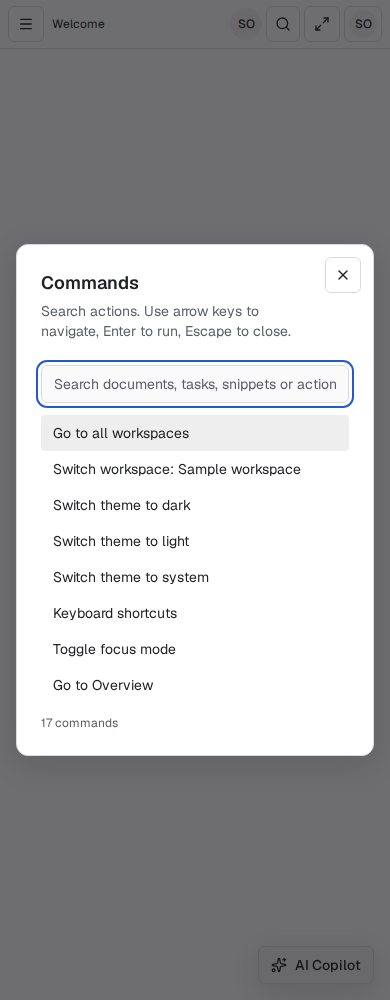 Welcome
SO
SO
Commands
Search actions. Use arrow keys to
navigate, Enter to run, Escape to close.
Search documents, tasks, snippets or action
Go to all workspaces
Switch workspace: Sample workspace
Switch theme to dark
Switch theme to light
Switch theme to system
Keyboard shortcuts
Toggle focus mode
Go to Overview
17 commands
AI Copilot